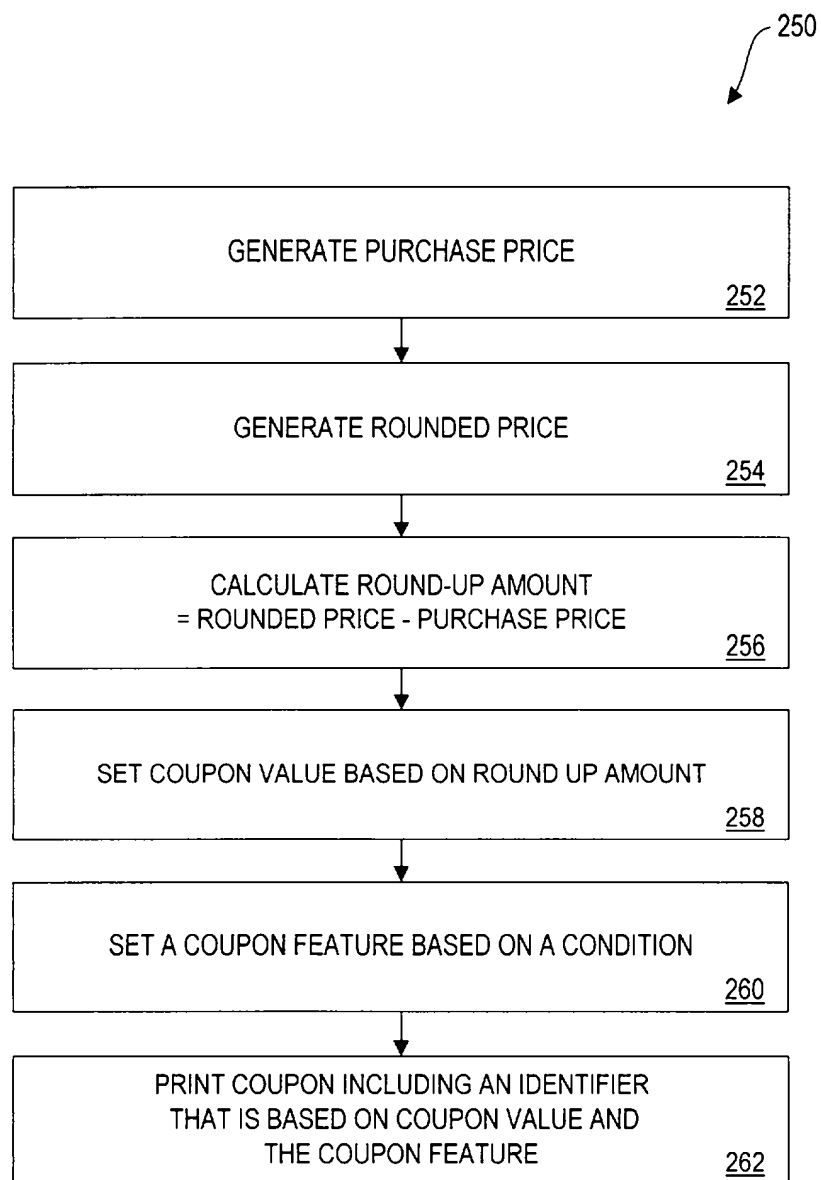 250
GENERATE PURCHASE PRICE
252
GENERATE ROUNDED PRICE
254
CALCULATE ROUND-UP AMOUNT
= ROUNDED PRICE - PURCHASE PRICE
256
SET COUPON VALUE BASED ON ROUND UP AMOUNT
258
SET A COUPON FEATURE BASED ON A CONDITION
260
PRINT COUPON INCLUDING AN IDENTIFIER
THAT IS BASED ON COUPON VALUE AND
THE COUPON FEATURE
262